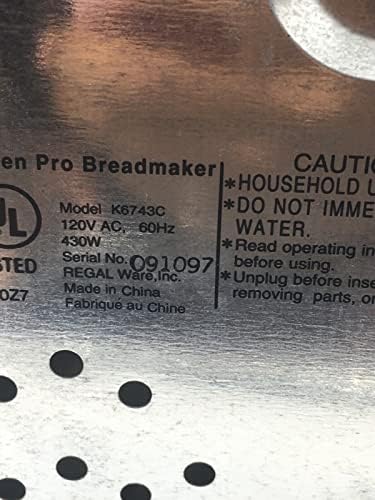 en Pro Breadmaker
UL
Model K6743C
120V AC, 60Hz
430W
Serial No. 091097
REGAL Ware, Inc.
Made in China
Fabriqué au Chine
STED
0Z7
CAUTI
*HOUSEHOLD U
*DO NOT IMME
WATER.
*Read operating in
before using.
*Unplug before inse
removing parts, or